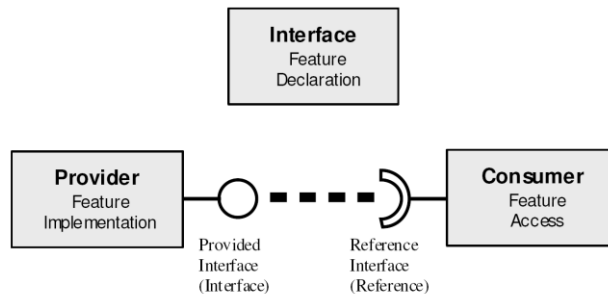 Interface
Feature
Declaration
Provider
Feature
Implementation
Consumer
Feature
Access
Provided
Interface
(Interface)
Reference
Interface
(Reference)